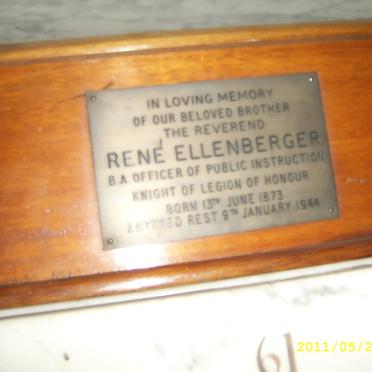 IN LOVING MEMORY
OF OUR BELOVED BROTHER
THE REVEREND
RENÉ ELLENBERGER
B.A OFFICER OF PUBLIC INSTRUCTION
KNIGHT OF LEGION OF HONOUR
BORN 13TH JUNE 1873
ENTERED REST 9TH JANUARY 1944
61
2011/05/2